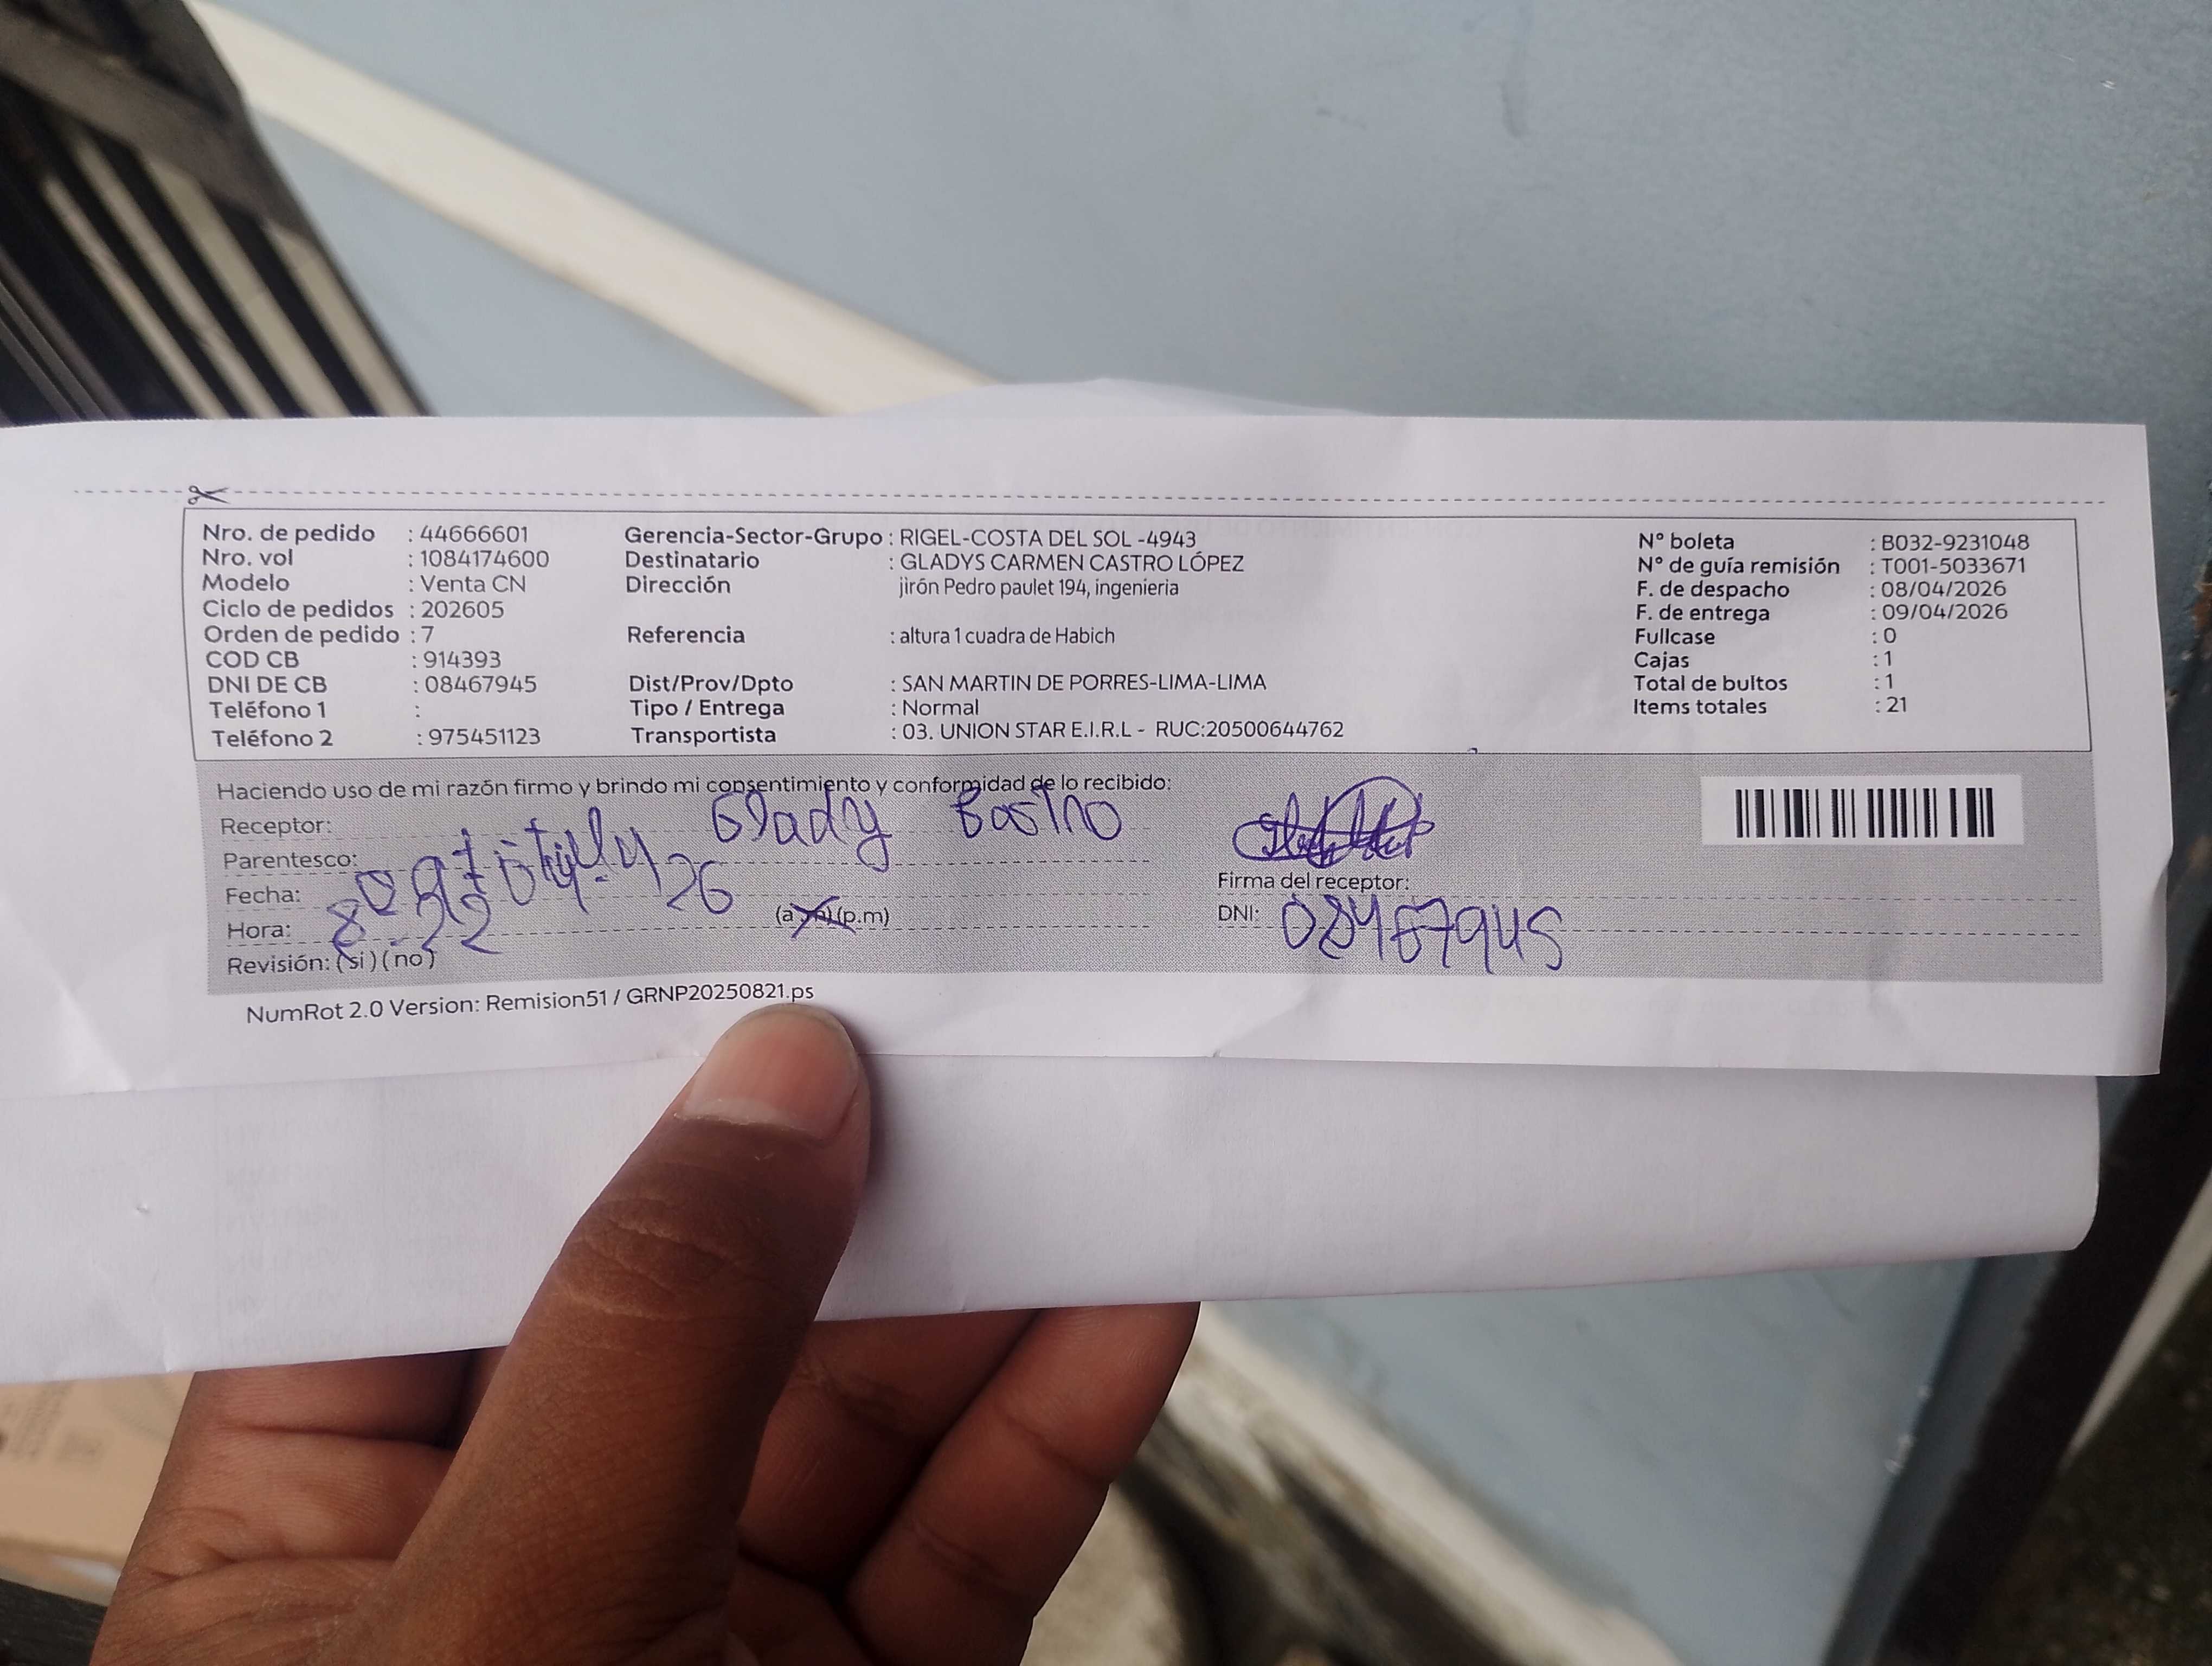 Nro. de pedido : 44666601 Gerencia-Sector-Grupo : RIGEL-COSTA DEL SOL -4943 N° boleta : B032-9231048
Nro. vol : 1084174600 Destinatario : GLADYS CARMEN CASTRO LÓPEZ N° de guía remisión : T001-5033671
Modelo : Venta CN Dirección jirón Pedro paulet 194, ingenieria F. de despacho : 08/04/2026
Ciclo de pedidos : 202605 F. de entrega : 09/04/2026
Orden de pedido : 7 Referencia : altura 1 cuadra de Habich Fullcase : 0
COD CB : 914393 Cajas : 1
DNI DE CB : 08467945 Dist/Prov/Dpto : SAN MARTIN DE PORRES-LIMA-LIMA Total de bultos : 1
Teléfono 1 : Tipo / Entrega : Normal Items totales : 21
Teléfono 2 : 975451123 Transportista : 03. UNION STAR E.I.R.L - RUC:20500644762
Haciendo uso de mi razón firmo y brindo mi consentimiento y conformidad de lo recibido:
Receptor: Glady
Parentesco:
Fecha: 26
Firma del receptor:
Hora: 8:22 (a.m) (p.m)
DNI: 08467945
Revisión: (si) (no)
NumRot 2.0 Version: Remision51 / GRNP20250821.ps